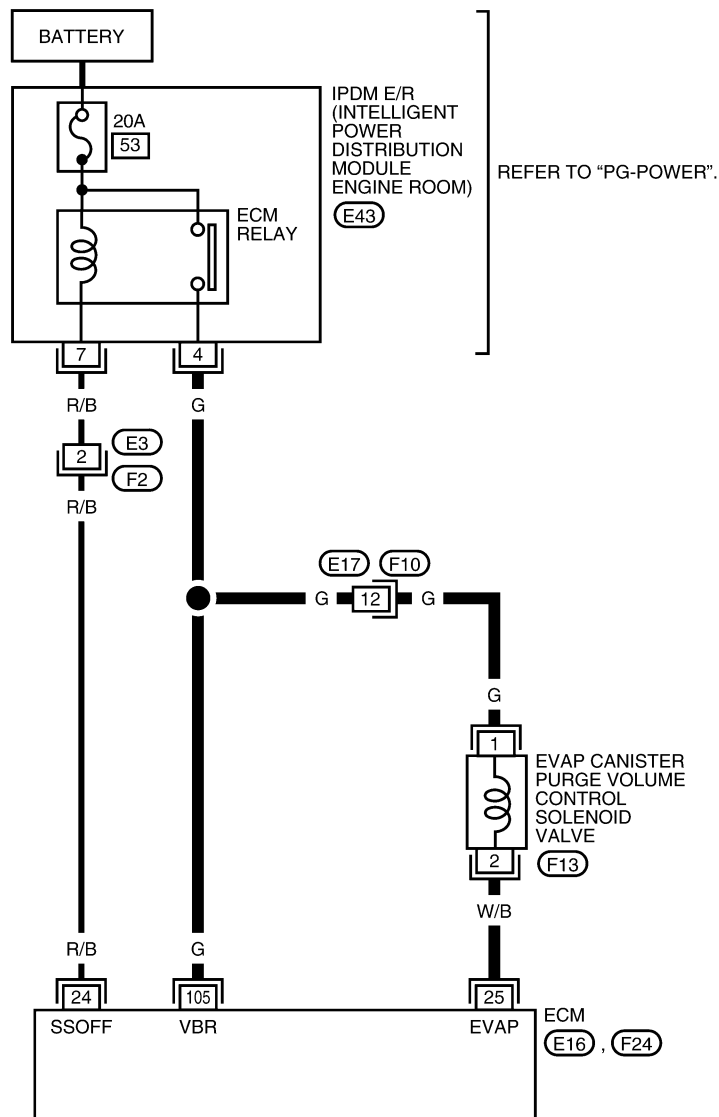 BATTERY
20A
53
IPDM E/R
(INTELLIGENT
POWER
DISTRIBUTION
MODULE
ENGINE ROOM)
E43
REFER TO “PG-POWER”.
ECM
RELAY
7
4
R/B
G
2
E3
F2
R/B
E17
F10
G
12
G
G
1
EVAP CANISTER
PURGE VOLUME
CONTROL
SOLENOID
VALVE
2
F13
W/B
R/B
G
24
105
25
SSOFF
VBR
EVAP
ECM
E16 , F24